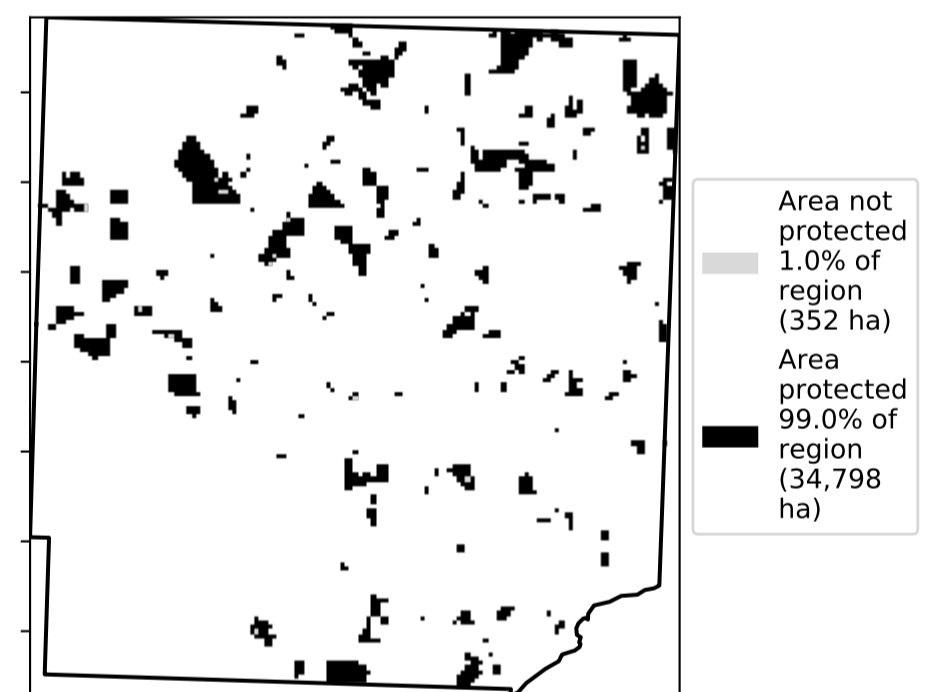 Area not
protected
1.0% of
region
(352 ha)
Area
protected
99.0% of
region
(34,798
ha)